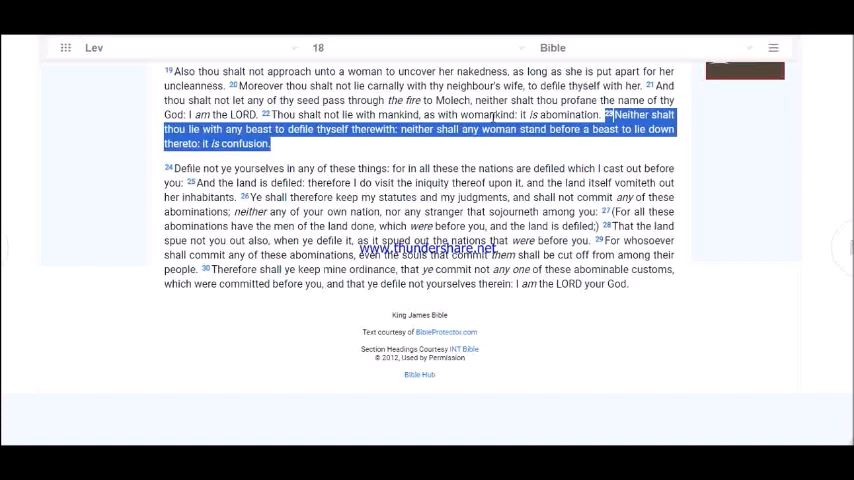 Lev 18 Bible
19 Also thou shalt not approach unto a woman to uncover her nakedness, as long as she is put apart for her
uncleanness. 20 Moreover thou shalt not lie carnally with thy neighbour's wife, to defile thyself with her. 21 And
thou shalt not let any of thy seed pass through the fire to Molech, neither shalt thou profane the name of thy
God: I am the LORD. 22 Thou shalt not lie with mankind, as with womankind: it is abomination. 23 Neither shalt
thou lie with any beast to defile thyself therewith: neither shall any woman stand before a beast to lie down
thereto: it is confusion.
24 Defile not ye yourselves in any of these things: for in all these the nations are defiled which I cast out before
you: 25 And the land is defiled: therefore I do visit the iniquity thereof upon it, and the land itself vomiteth out
her inhabitants. 26 Ye shall therefore keep my statutes and my judgments, and shall not commit any of these
abominations; neither any of your own nation, nor any stranger that sojourneth among you: 27 (For all these
abominations have the men of the land done, which were before you, and the land is defiled;) 28 That the land
spue not you out also, when ye defile it, as it spued out the nations that were before you. 29 For whosoever
www.thundershare.net
shall commit any of these abominations, even the souls that commit them shall be cut off from among their
people. 30 Therefore shall ye keep mine ordinance, that ye commit not any one of these abominable customs,
which were committed before you, and that ye defile not yourselves therein: I am the LORD your God.
King James Bible
Text courtesy of BibleProtector.com
Section Headings Courtesy INT Bible
© 2012, Used by Permission
Bible Hub